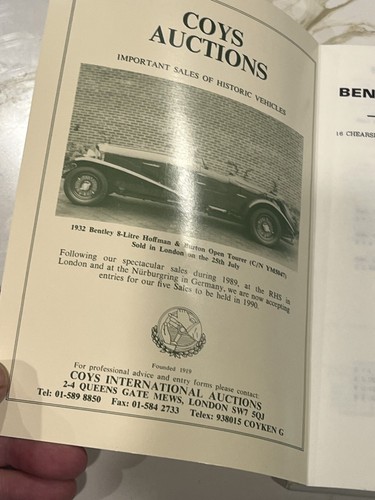 COYS
AUCTIONS
IMPORTANT SALES OF HISTORIC VEHICLES
1932 Bentley 8-Litre Hoffman & Burton Open Tourer (C/N YM5047)
Sold in London on the 25th July
Following our spectacular sales during 1989, at the RHS in
London and at the Nürburgring in Germany, we are now accepting
entries for our five Sales to be held in 1990.
Founded 1919
For professional advice and entry forms please contact:
COYS INTERNATIONAL AUCTIONS
2-4 QUEENS GATE MEWS, LONDON SW7 5QJ
Tel: 01-589 8850 Fax: 01-584 2733 Telex: 938015 COYKEN G
BEN
16 CHEARS